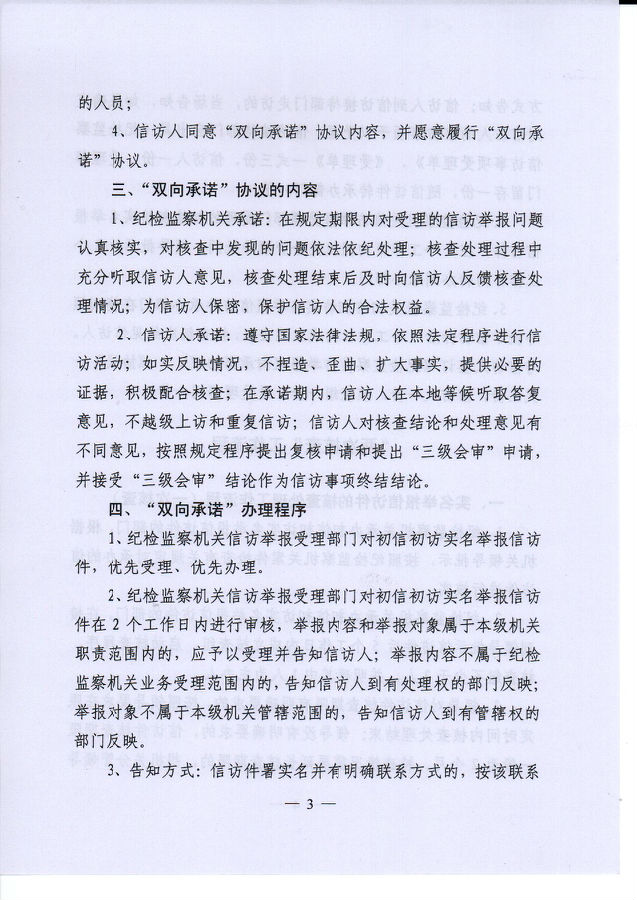 的人员；
4、信访人同意“双向承诺”协议内容，并愿意履行“双向承
诺”协议。
三、“双向承诺”协议的内容
1、纪检监察机关承诺：在规定期限内对受理的信访举报问题
认真核实，对核查中发现的问题依法依纪处理；核查处理过程中
充分听取信访人意见，核查处理结束后及时向信访人反馈核查处
理情况；为信访人保密，保护信访人的合法权益。
2、信访人承诺：遵守国家法律法规，依照法定程序进行信
访活动；如实反映情况，不捏造、歪曲、扩大事实，提供必要的
证据，积极配合核查；在承诺期内，信访人在本地等候听取答复
意见，不越级上访和重复信访；信访人对核查结论和处理意见有
不同意见，按照规定程序提出复核申请和提出“三级会审”申请，
并接受“三级会审”结论作为信访事项终结结论。
四、“双向承诺”办理程序
1、纪检监察机关信访举报受理部门对初信初访实名举报信访
件，优先受理、优先办理。
2、纪检监察机关信访举报受理部门对初信初访实名举报信访
件在 2 个工作日内进行审核，举报内容和举报对象属于本级机关
职责范围内的，应予以受理并告知信访人；举报内容不属于纪检
监察机关业务受理范围内的，告知信访人到有处理权的部门反映；
举报对象不属于本级机关管辖范围的，告知信访人到有管辖权的
部门反映。
3、告知方式：信访件署实名并有明确联系方式的，按该联系
— 3 —